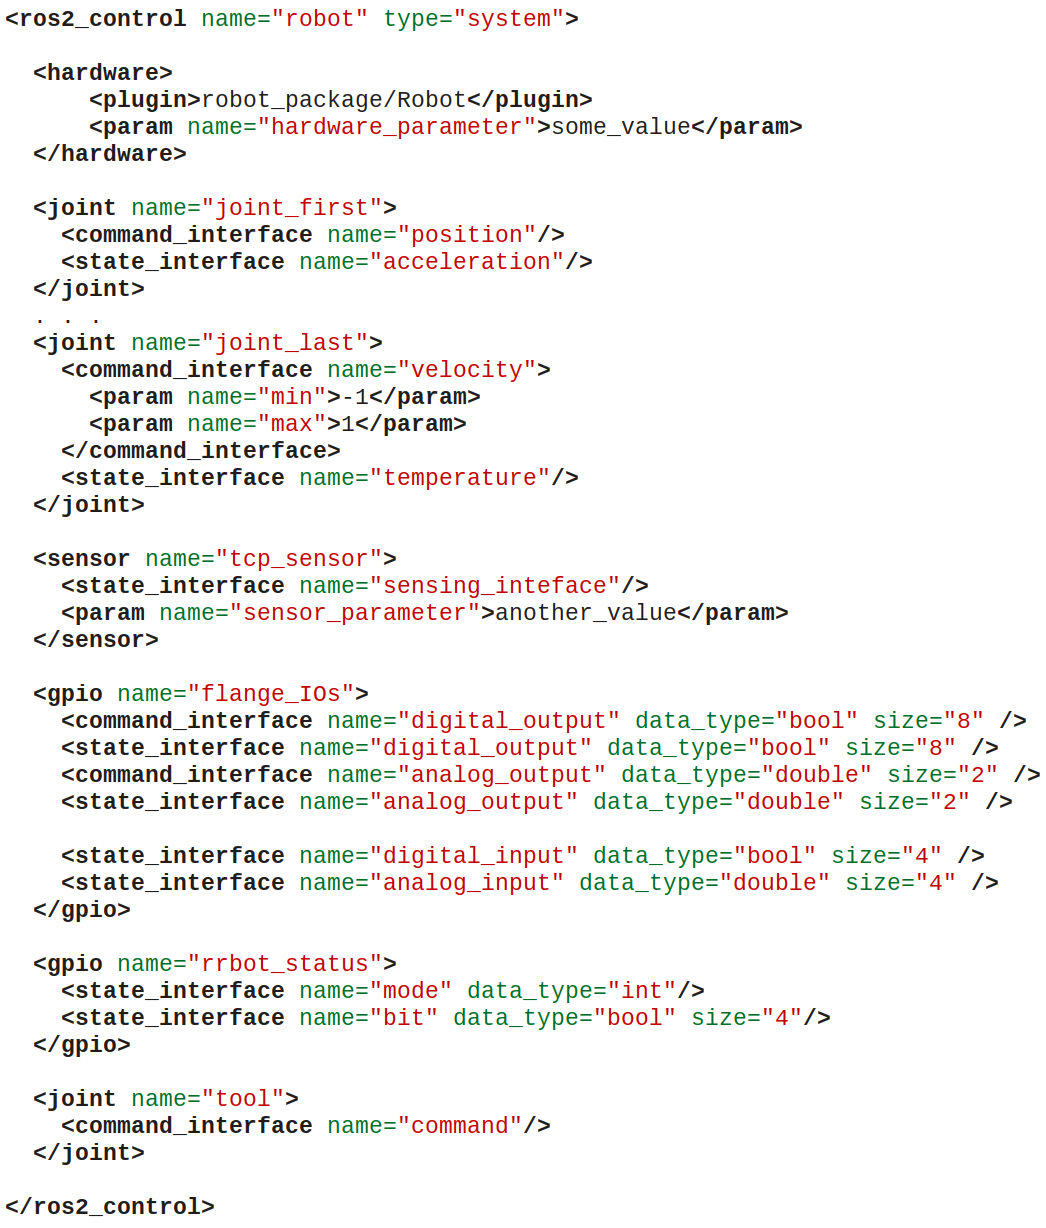 <ros2_control name="robot" type="system">
<hardware>
<plugin>robot_package/Robot</plugin>
<param name="hardware_parameter">some_value</param>
</hardware>
<joint name="joint_first">
<command_interface name="position"/>
<state_interface name="acceleration"/>
</joint>
. . .
<joint name="joint_last">
<command_interface name="velocity">
<param name="min">-1</param>
<param name="max">1</param>
</command_interface>
<state_interface name="temperature"/>
</joint>
<sensor name="tcp_sensor">
<state_interface name="sensing_inteface"/>
<param name="sensor_parameter">another_value</param>
</sensor>
<gpio name="flange_IOs">
<command_interface name="digital_output" data_type="bool" size="8" />
<state_interface name="digital_output" data_type="bool" size="8" />
<command_interface name="analog_output" data_type="double" size="2" />
<state_interface name="analog_output" data_type="double" size="2" />
<state_interface name="digital_input" data_type="bool" size="4" />
<state_interface name="analog_input" data_type="double" size="4" />
</gpio>
<gpio name="rrbot_status">
<state_interface name="mode" data_type="int"/>
<state_interface name="bit" data_type="bool" size="4"/>
</gpio>
<joint name="tool">
<command_interface name="command"/>
</joint>
</ros2_control>